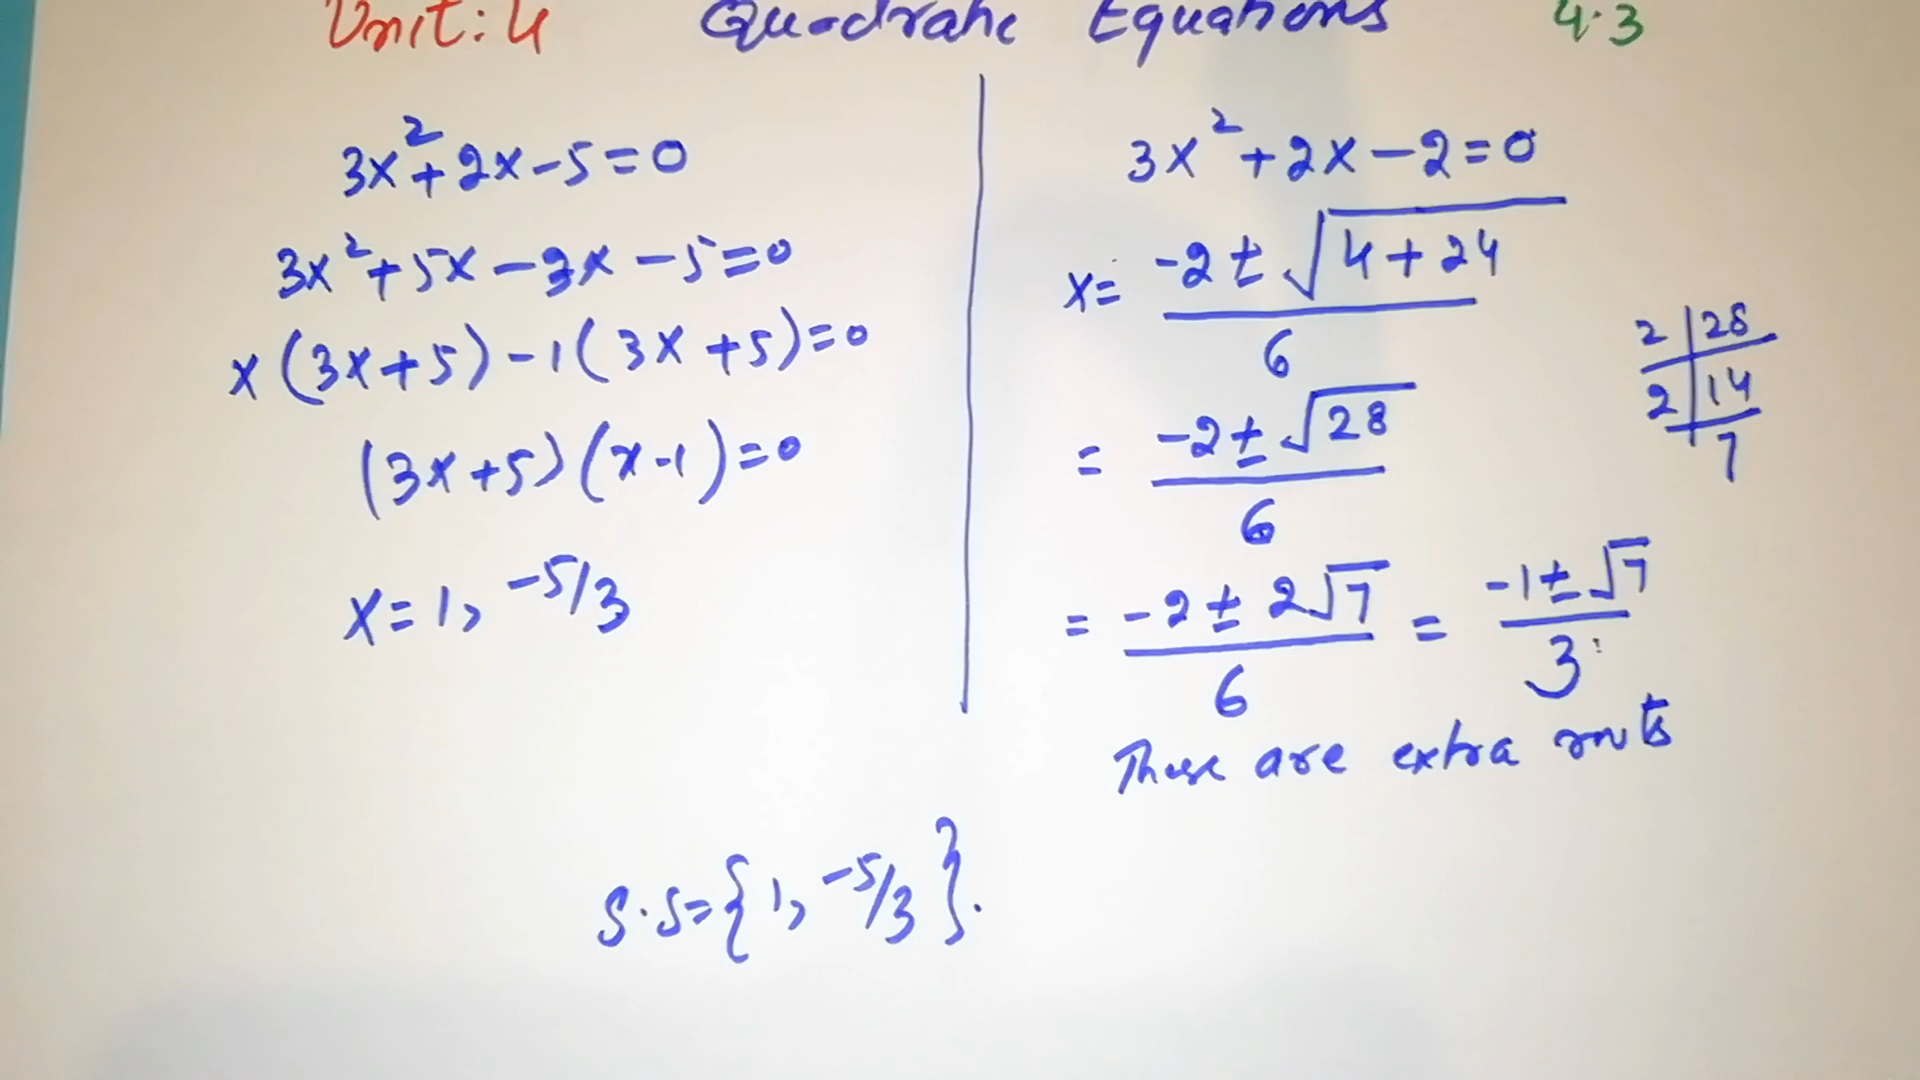 Unit: 4 Quadratic Equations 4.3
3x²+2x-5=0
3x²+5x-3x-5=0
x(3x+5)-1(3x+5)=0
(3x+5)(x-1)=0
x=1, -5/3
3x²+2x-2=0
x= (-2±√(4+24))/6
= (-2±√28)/6
= (-2±2√7)/6 = (-1±√7)/3
2|28
2|14
7
These are extra roots
S.S={1, -5/3}.